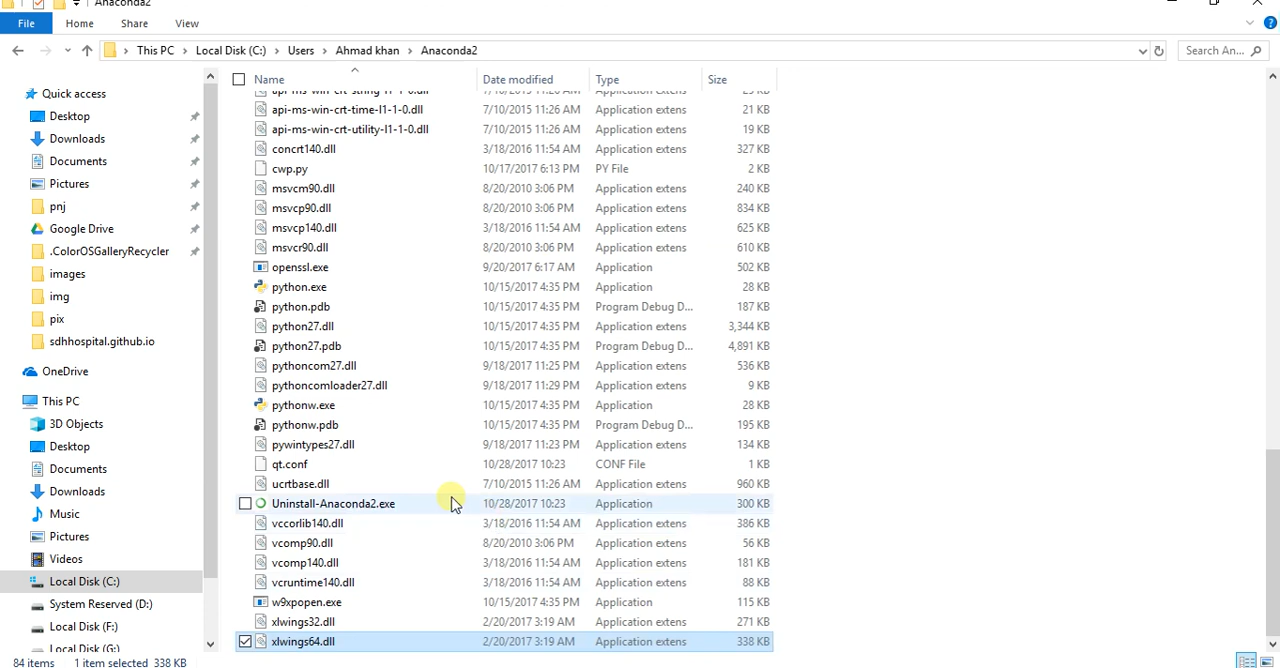 Anaconda2
File Home Share View
This PC > Local Disk (C:) > Users > Ahmad khan > Anaconda2
Search An...
Quick access
Desktop
Downloads
Documents
Pictures
pnj
Google Drive
.ColorOSGalleryRecycler
images
img
pix
sdhhospital.github.io
OneDrive
This PC
3D Objects
Desktop
Documents
Downloads
Music
Pictures
Videos
Local Disk (C:)
System Reserved (D:)
Local Disk (F:)
Local Disk (G:)
Name Date modified Type Size
api-ms-win-crt-string-l1-1-0.dll 7/10/2015 11:26 AM Application extens
api-ms-win-crt-time-l1-1-0.dll 7/10/2015 11:26 AM Application extens 21 KB
api-ms-win-crt-utility-l1-1-0.dll 7/10/2015 11:26 AM Application extens 19 KB
concrt140.dll 3/18/2016 11:54 AM Application extens 327 KB
cwp.py 10/17/2017 6:13 PM PY File 2 KB
msvcm90.dll 8/20/2010 3:06 PM Application extens 240 KB
msvcp90.dll 8/20/2010 3:06 PM Application extens 834 KB
msvcp140.dll 3/18/2016 11:54 AM Application extens 625 KB
msvcr90.dll 8/20/2010 3:06 PM Application extens 610 KB
openssl.exe 9/20/2017 6:17 AM Application 502 KB
python.exe 10/15/2017 4:35 PM Application 28 KB
python.pdb 10/15/2017 4:35 PM Program Debug D... 187 KB
python27.dll 10/15/2017 4:35 PM Application extens 3,344 KB
python27.pdb 10/15/2017 4:35 PM Program Debug D... 4,891 KB
pythoncom27.dll 9/18/2017 11:25 PM Application extens 536 KB
pythoncomloader27.dll 9/18/2017 11:29 PM Application extens 9 KB
pythonw.exe 10/15/2017 4:35 PM Application 28 KB
pythonw.pdb 10/15/2017 4:35 PM Program Debug D... 195 KB
pywintypes27.dll 9/18/2017 11:23 PM Application extens 134 KB
qt.conf 10/28/2017 10:23 CONF File 1 KB
ucrtbase.dll 7/10/2015 11:26 AM Application extens 960 KB
Uninstall-Anaconda2.exe 10/28/2017 10:23 Application 300 KB
vccorlib140.dll 3/18/2016 11:54 AM Application extens 386 KB
vcomp90.dll 8/20/2010 3:06 PM Application extens 56 KB
vcomp140.dll 3/18/2016 11:54 AM Application extens 181 KB
vcruntime140.dll 3/18/2016 11:54 AM Application extens 88 KB
w9xpopen.exe 10/15/2017 4:35 PM Application 115 KB
xlwings32.dll 2/20/2017 3:19 AM Application extens 271 KB
xlwings64.dll 2/20/2017 3:19 AM Application extens 338 KB
84 items 1 item selected 338 KB